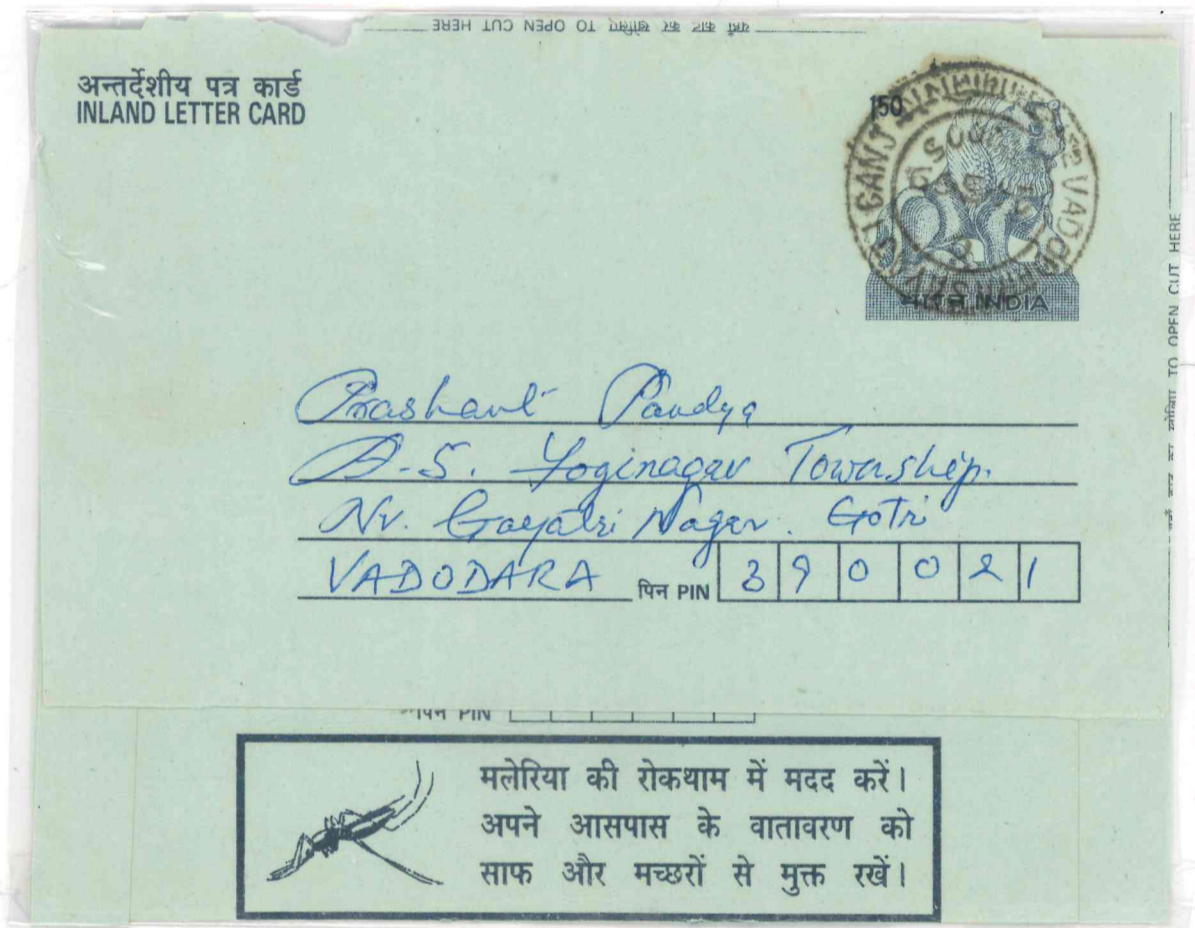 यहाँ काट कर खोलिए TO OPEN CUT HERE
अन्तर्देशीय पत्र कार्ड
INLAND LETTER CARD
150
भारत INDIA
TO OPEN CUT HERE
Prashant Pandya
A-5. Yoginagar Township.
Nr. Gayatri Nagar. Gotri
VADODARA पिन PIN 390021
पिन PIN
मलेरिया की रोकथाम में मदद करें।
अपने आसपास के वातावरण को
साफ और मच्छरों से मुक्त रखें।